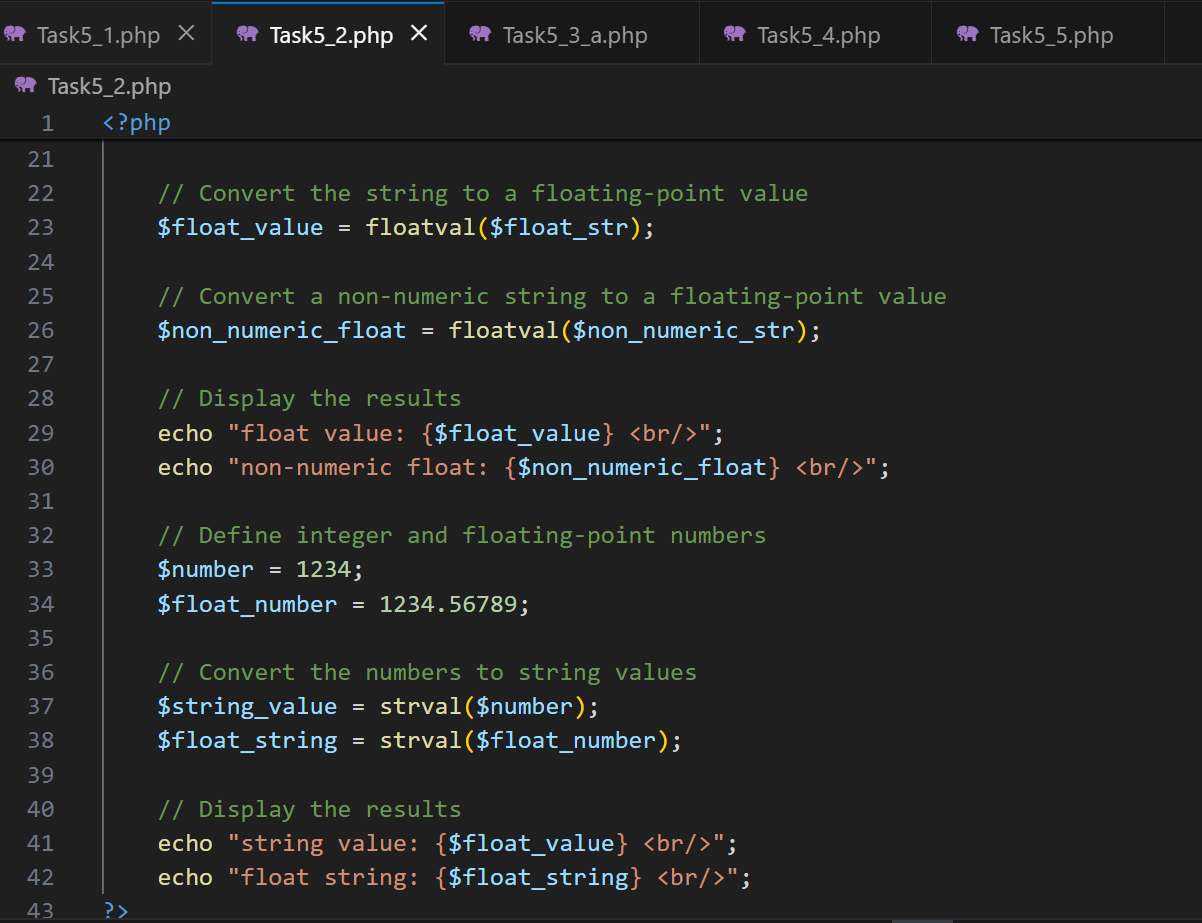 Task5_1.php Task5_2.php Task5_3_a.php Task5_4.php Task5_5.php
Task5_2.php
1 <?php
21
22 // Convert the string to a floating-point value
23 $float_value = floatval($float_str);
24
25 // Convert a non-numeric string to a floating-point value
26 $non_numeric_float = floatval($non_numeric_str);
27
28 // Display the results
29 echo "float value: {$float_value} <br/>";
30 echo "non-numeric float: {$non_numeric_float} <br/>";
31
32 // Define integer and floating-point numbers
33 $number = 1234;
34 $float_number = 1234.56789;
35
36 // Convert the numbers to string values
37 $string_value = strval($number);
38 $float_string = strval($float_number);
39
40 // Display the results
41 echo "string value: {$float_value} <br/>";
42 echo "float string: {$float_string} <br/>";
43 ?>